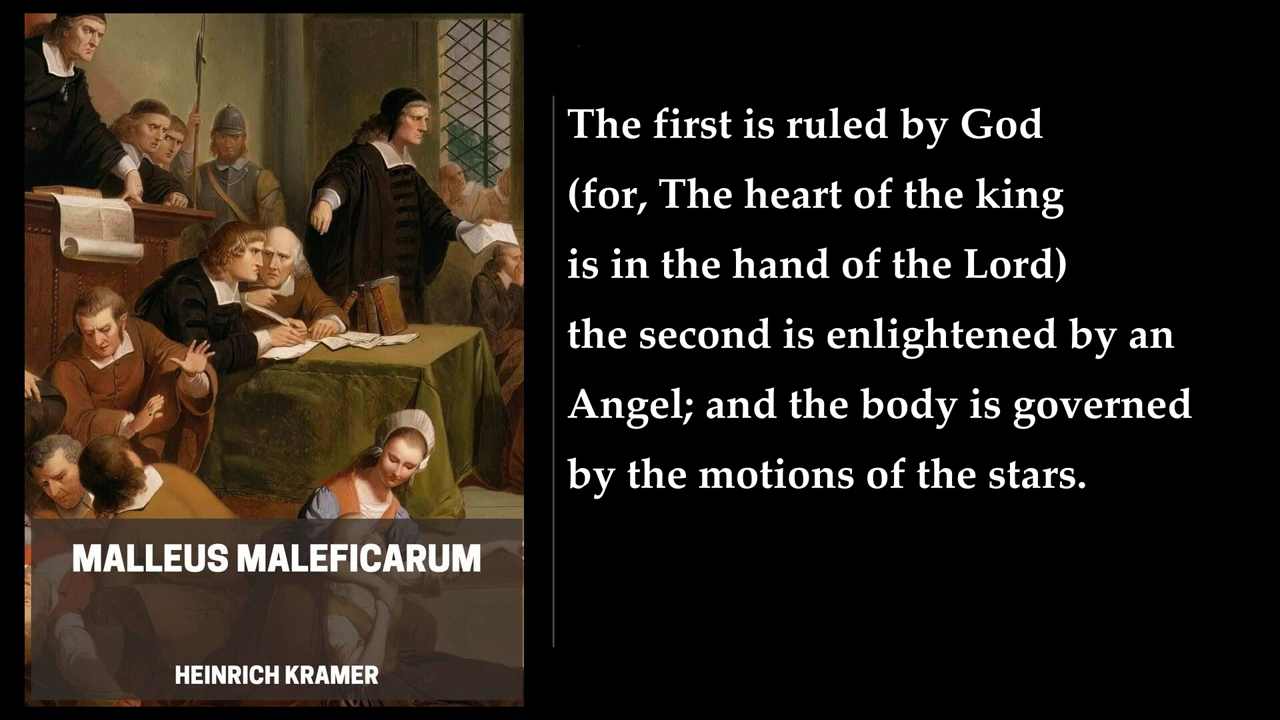 MALLEUS MALEFICARUM
HEINRICH KRAMER
The first is ruled by God
(for, The heart of the king
is in the hand of the Lord)
the second is enlightened by an
Angel; and the body is governed
by the motions of the stars.